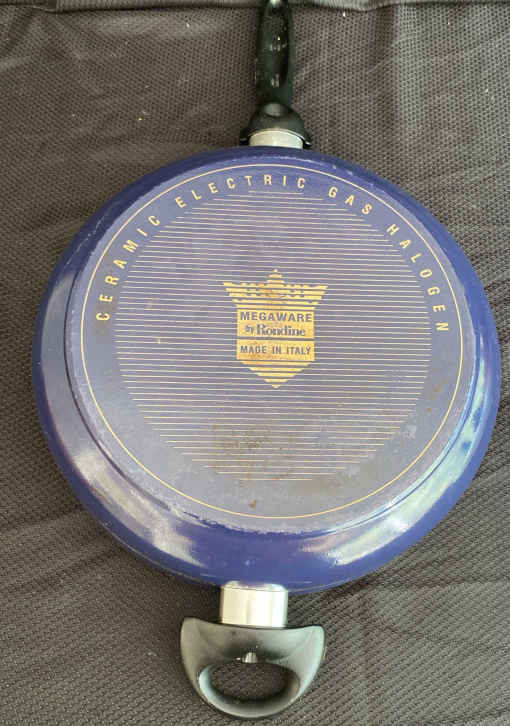 CERAMIC ELECTRIC GAS HALOGEN
MEGAWARE
by Rondine
MADE IN ITALY